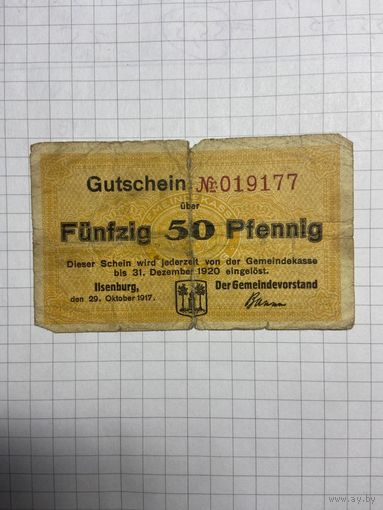 Gutschein № 019177
über
Fünfzig 50 Pfennig
Dieser Schein wird jederzeit von der Gemeindekasse
bis 31. Dezember 1920 eingelöst.
Ilsenburg, Der Gemeindevorstand
den 29. Oktober 1917.
www.ay.by